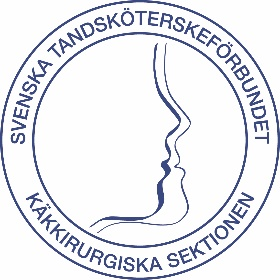 SVENSKA TANDSKÖTERSKEFÖRBUNDET
KÄKKIRURGISKA SEKTIONEN